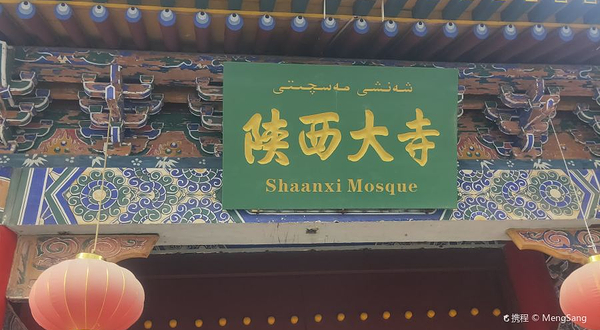 شەنشى مەسچىتى
陕西大寺
Shaanxi Mosque
携程 © MengSang